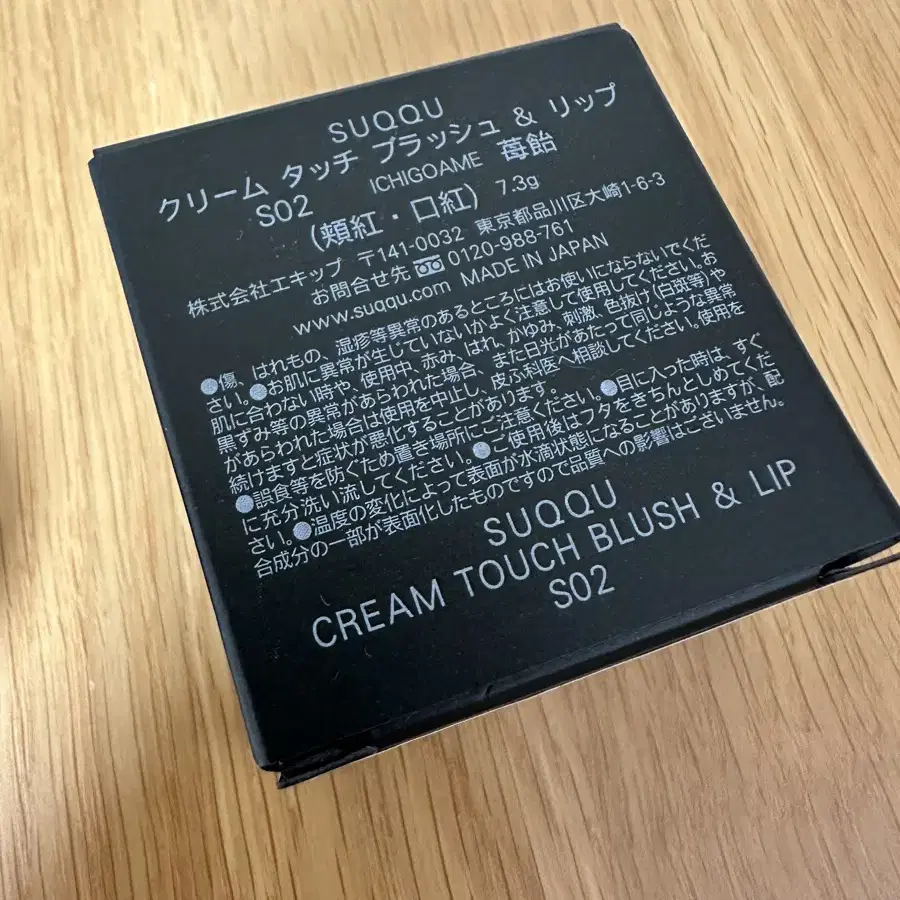 SUQQU
クリーム タッチ ブラッシュ & リップ
S02 ICHIGOAME 苺飴
(頬紅・口紅) 7.3g
株式会社エキップ 〒141-0032 東京都品川区大崎1-6-3
お問合せ先 0120-988-761
www.suqqu.com MADE IN JAPAN
●傷、はれもの、湿疹等異常のあるところにはお使いにならないでくだ
さい。●お肌に異常が生じていないかよく注意して使用してください。お
肌に合わない時や、使用中、赤み、はれ、かゆみ、刺激、色抜け(白斑等)や
黒ずみ等の異常があらわれた場合、また日光があたって同じような異常
があらわれた場合は使用を中止し、皮ふ科医へ相談してください。使用を
続けますと症状が悪化することがあります。●目に入った時は、すぐ
に充分洗い流してください。●ご使用後はフタをきちんとしめてくだ
●誤食等を防ぐため置き場所にご注意ください。
さい。●温度の変化によって表面が水滴状態になることがありますが、配
合成分の一部が表面化したものですので品質への影響はございません。
SUQQU
CREAM TOUCH BLUSH & LIP
S02